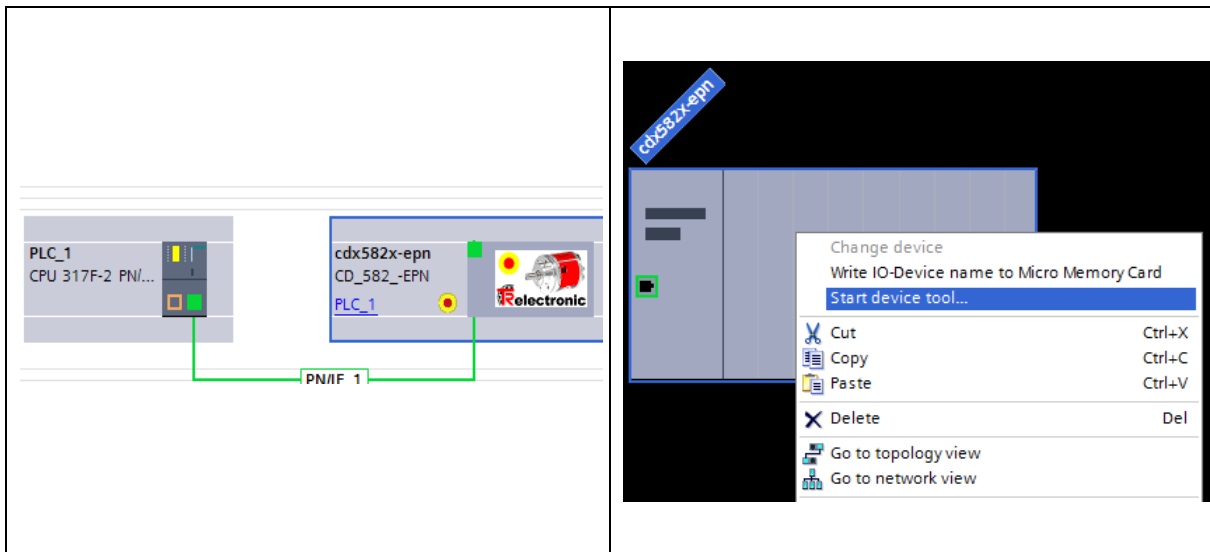 PLC_1
CPU 317F-2 PN/...
cdx582x-epn
CD_582_-EPN
PLC_1
TRelectronic
PN/IE_1
cdx582x-epn
Change device
Write IO-Device name to Micro Memory Card
Start device tool...
Cut Ctrl+X
Copy Ctrl+C
Paste Ctrl+V
Delete Del
Go to topology view
Go to network view